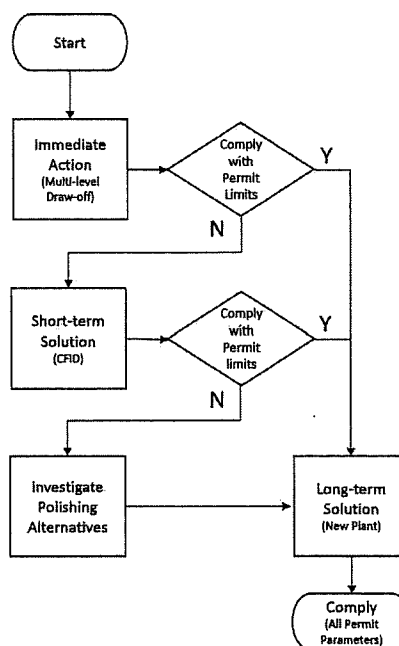 Start
Immediate
Action
(Multi-level
Draw-off)
Comply
with
Permit
Limits
Y
N
Short-term
Solution
(CFID)
Comply
with
Permit
limits
Y
N
Investigate
Polishing
Alternatives
Long-term
Solution
(New Plant)
Comply
(All Permit
Parameters)